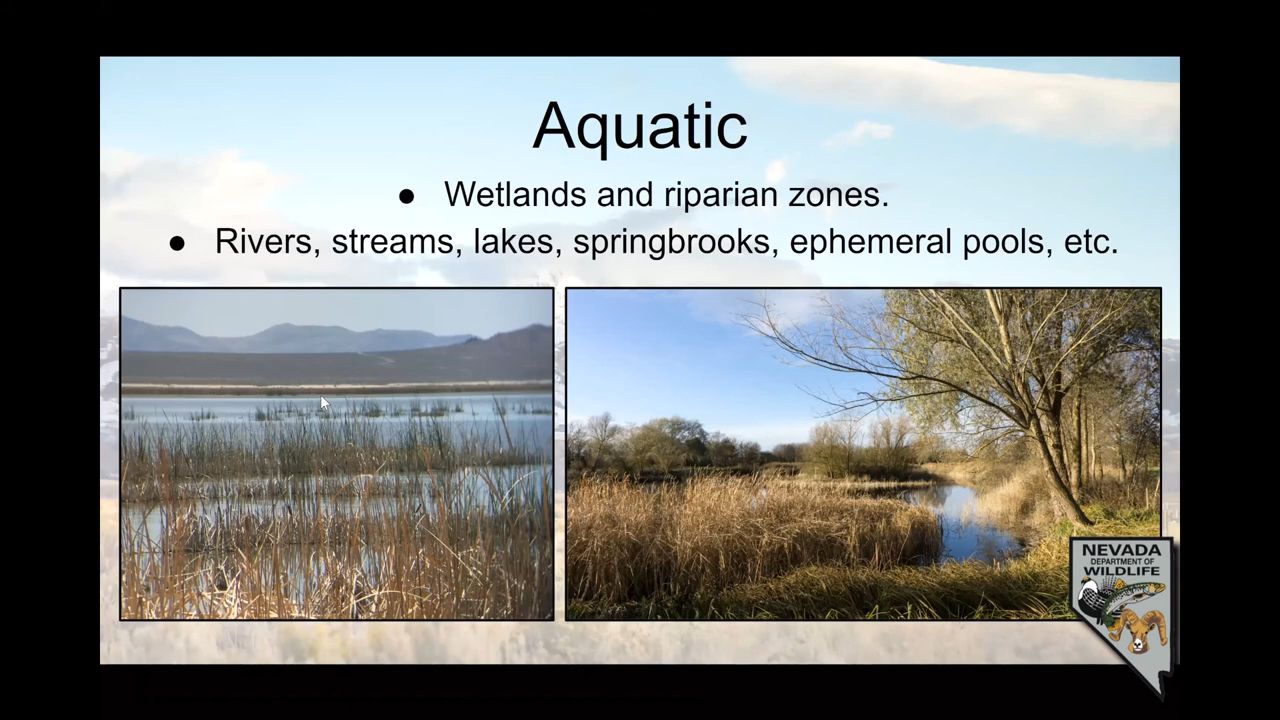 Aquatic
● Wetlands and riparian zones.
● Rivers, streams, lakes, springbrooks, ephemeral pools, etc.
NEVADA
DEPARTMENT OF
WILDLIFE